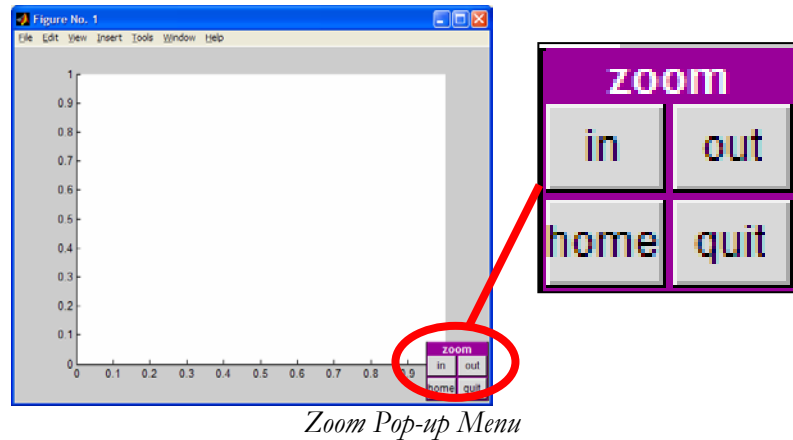 Figure No. 1
File Edit View Insert Tools Window Help
1
0.9
0.8
0.7
0.6
0.5
0.4
0.3
0.2
0.1
0
0 0.1 0.2 0.3 0.4 0.5 0.6 0.7 0.8 0.9
zoom
in out
home quit
zoom
in out
home quit
Zoom Pop-up Menu